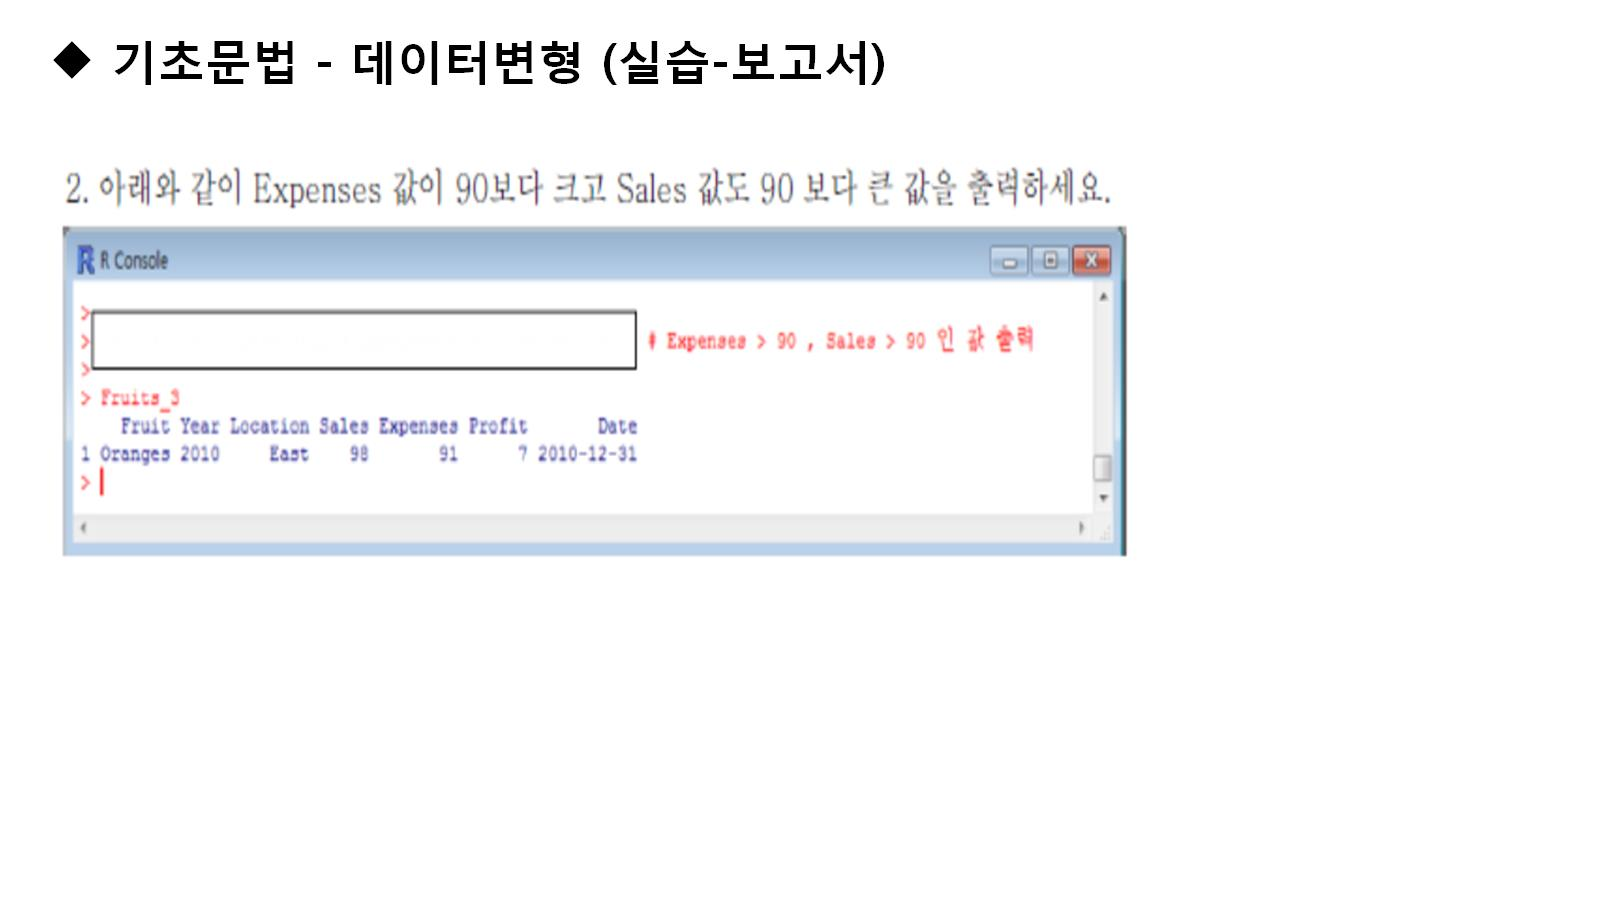 ◆ 기초문법 - 데이터변형 (실습-보고서)
2. 아래와 같이 Expenses 값이 90보다 크고 Sales 값도 90 보다 큰 값을 출력하세요.
R Console
>
> # Expenses > 90 , Sales > 90 인 값 출력
>
> Fruits_3
Fruit Year Location Sales Expenses Profit Date
1 Oranges 2010 East 98 91 7 2010-12-31
>